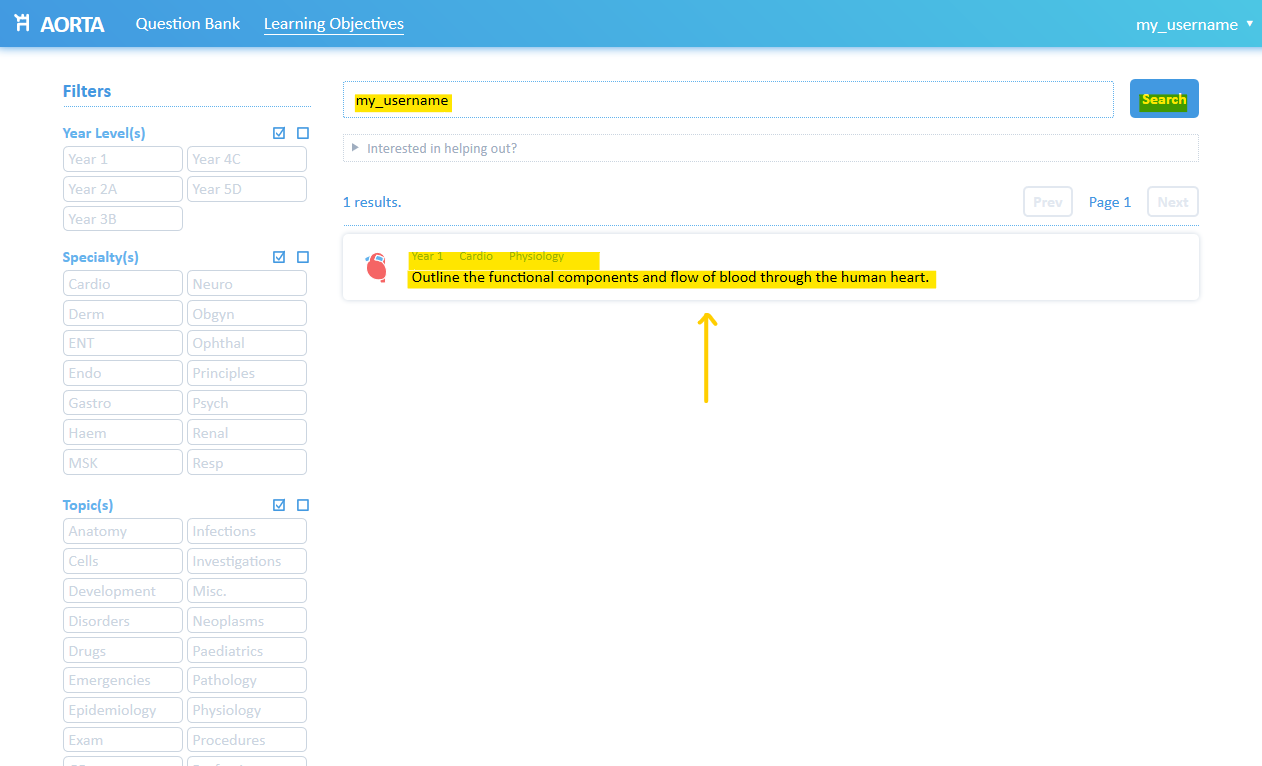 AORTA Question Bank Learning Objectives my_username
Filters
Year Level(s)
Year 1 Year 4C
Year 2A Year 5D
Year 3B
Specialty(s)
Cardio Neuro
Derm Obgyn
ENT Ophthal
Endo Principles
Gastro Psych
Haem Renal
MSK Resp
Topic(s)
Anatomy Infections
Cells Investigations
Development Misc.
Disorders Neoplasms
Drugs Paediatrics
Emergencies Pathology
Epidemiology Physiology
Exam Procedures
my_username Search
Interested in helping out?
1 results. Prev Page 1 Next
Year 1 Cardio Physiology
Outline the functional components and flow of blood through the human heart.